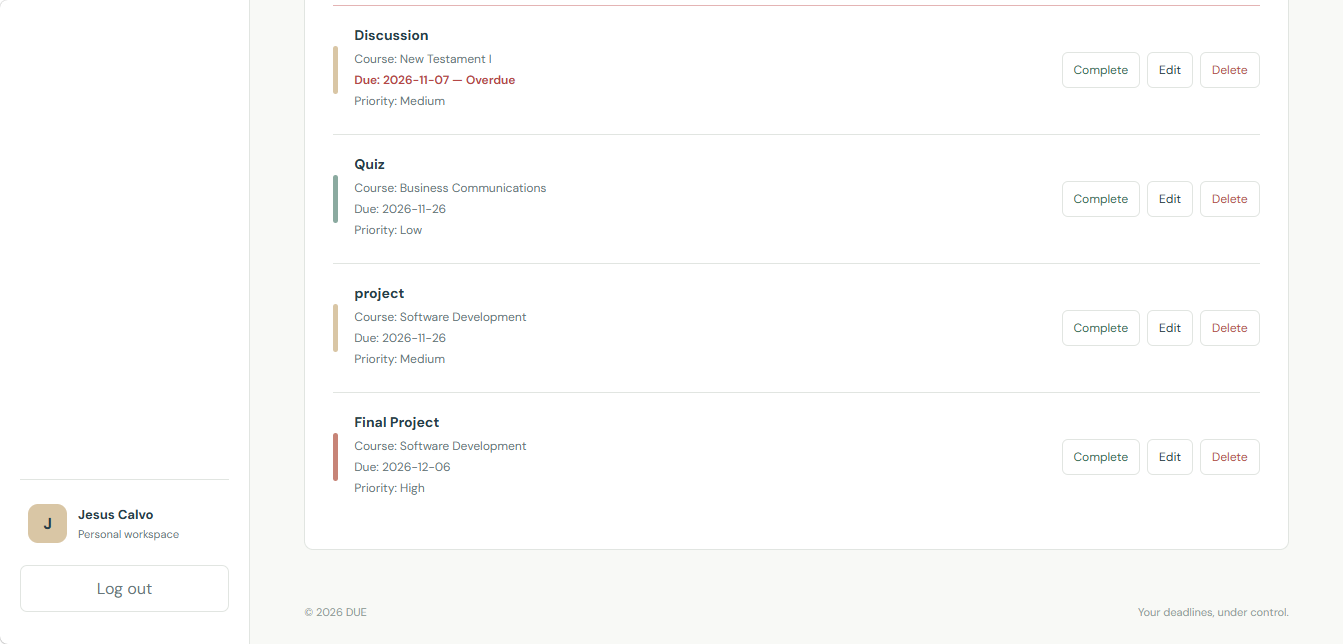 Discussion
Course: New Testament I
Due: 2026-11-07 — Overdue
Priority: Medium
Complete Edit Delete
Quiz
Course: Business Communications
Due: 2026-11-26
Priority: Low
Complete Edit Delete
project
Course: Software Development
Due: 2026-11-26
Priority: Medium
Complete Edit Delete
Final Project
Course: Software Development
Due: 2026-12-06
Priority: High
Complete Edit Delete
J
Jesus Calvo
Personal workspace
Log out
© 2026 DUE
Your deadlines, under control.